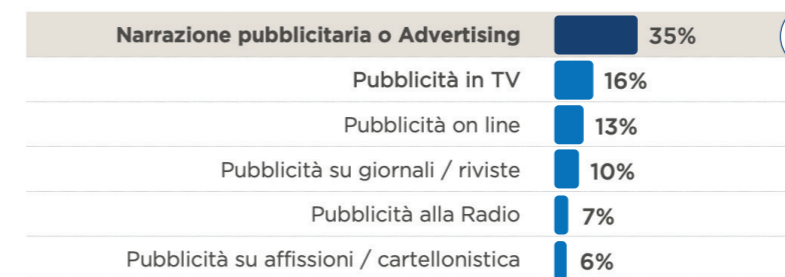 Narrazione pubblicitaria o Advertising 35%
Pubblicità in TV 16%
Pubblicità on line 13%
Pubblicità su giornali / riviste 10%
Pubblicità alla Radio 7%
Pubblicità su affissioni / cartellonistica 6%